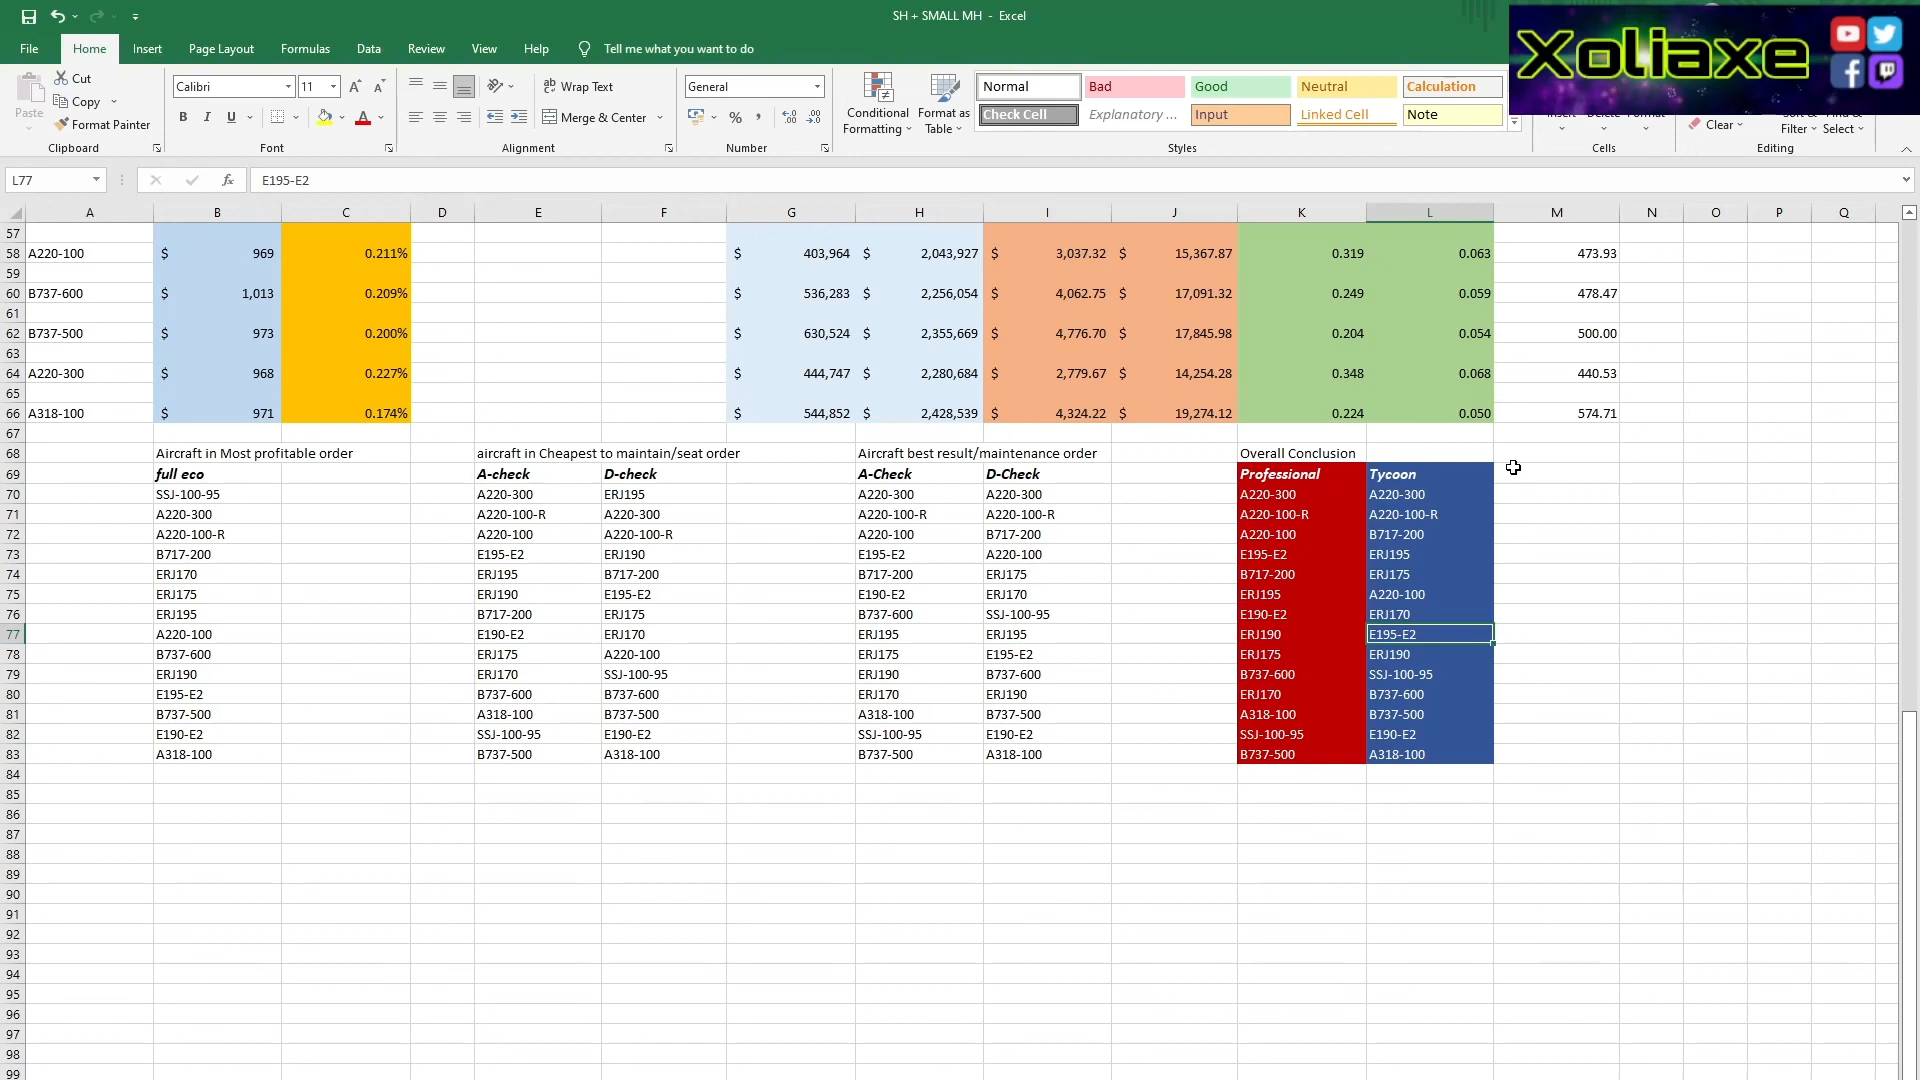 SH + SMALL MH - Excel
File Home Insert Page Layout Formulas Data Review View Help Tell me what you want to do
Xoliaxe
Paste
Cut
Copy
Format Painter
Calibri 11 A A
B I U A
Wrap Text
Merge & Center
General
$ % ,
Conditional Formatting
Format as Table
Normal Bad Good Neutral Calculation
Check Cell Explanatory ... Input Linked Cell Note
Clear
Filter Select
Clipboard Font Alignment Number Styles Cells Editing
L77 fx E195-E2
A B C D E F G H I J K L M N O P Q
57
58 A220-100 $ 969 0.211% $ 403,964 $ 2,043,927 $ 3,037.32 $ 15,367.87 0.319 0.063 473.93
59
60 B737-600 $ 1,013 0.209% $ 536,283 $ 2,256,054 $ 4,062.75 $ 17,091.32 0.249 0.059 478.47
61
62 B737-500 $ 973 0.200% $ 630,524 $ 2,355,669 $ 4,776.70 $ 17,845.98 0.204 0.054 500.00
63
64 A220-300 $ 968 0.227% $ 444,747 $ 2,280,684 $ 2,779.67 $ 14,254.28 0.348 0.068 440.53
65
66 A318-100 $ 971 0.174% $ 544,852 $ 2,428,539 $ 4,324.22 $ 19,274.12 0.224 0.050 574.71
67
68 Aircraft in Most profitable order aircraft in Cheapest to maintain/seat order Aircraft best result/maintenance order Overall Conclusion
69 full eco A-check D-check A-Check D-Check Professional Tycoon
70 SSJ-100-95 A220-300 ERJ195 A220-300 A220-300 A220-300 A220-300
71 A220-300 A220-100-R A220-300 A220-100-R A220-100-R A220-100-R A220-100-R
72 A220-100-R A220-100 A220-100-R A220-100 B717-200 A220-100 B717-200
73 B717-200 E195-E2 ERJ190 E195-E2 A220-100 E195-E2 ERJ195
74 ERJ170 ERJ195 B717-200 B717-200 ERJ175 B717-200 ERJ175
75 ERJ175 ERJ190 E195-E2 E190-E2 ERJ170 ERJ195 A220-100
76 ERJ195 B717-200 ERJ175 B737-600 SSJ-100-95 E190-E2 ERJ170
77 A220-100 E190-E2 ERJ170 ERJ195 ERJ195 ERJ190 E195-E2
78 B737-600 ERJ175 A220-100 ERJ175 E195-E2 ERJ175 ERJ190
79 ERJ190 ERJ170 SSJ-100-95 ERJ190 B737-600 B737-600 SSJ-100-95
80 E195-E2 B737-600 B737-600 ERJ170 ERJ190 ERJ170 B737-600
81 B737-500 A318-100 B737-500 A318-100 B737-500 A318-100 B737-500
82 E190-E2 SSJ-100-95 E190-E2 SSJ-100-95 E190-E2 SSJ-100-95 E190-E2
83 A318-100 B737-500 A318-100 B737-500 A318-100 B737-500 A318-100
84
85
86
87
88
89
90
91
92
93
94
95
96
97
98
99